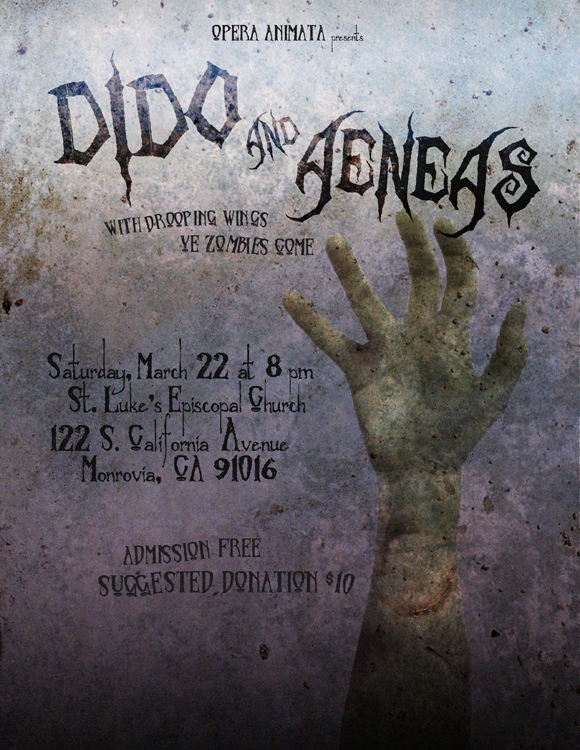 OPERA ANIMATA presents
DIDO AND AENEAS
WITH DROOPING WINGS
YE ZOMBIES COME
Saturday, March 22 at 8 pm
St. Luke's Episcopal Church
122 S. California Avenue
Monrovia, CA 91016
ADMISSION FREE
SUGGESTED DONATION $10